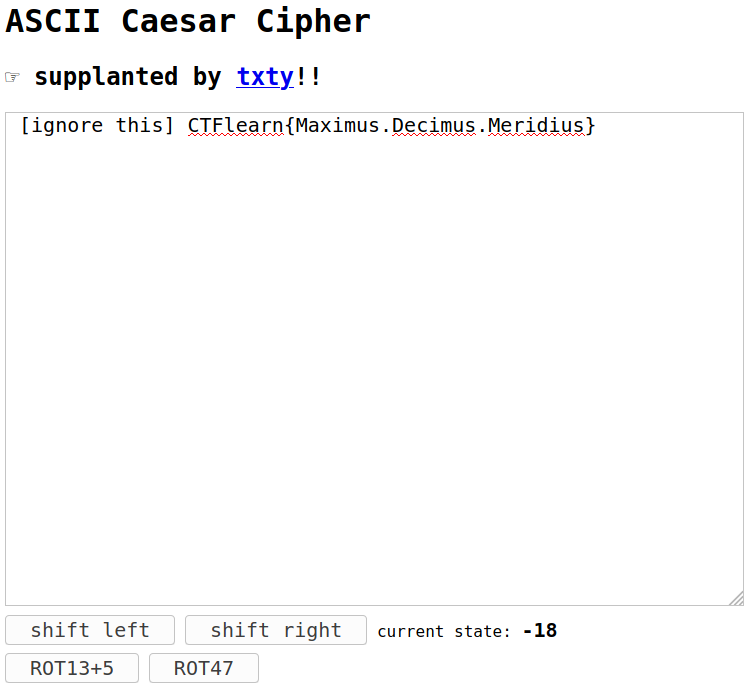 ASCII Caesar Cipher
☞ supplanted by txty!!
[ignore this] CTFlearn{Maximus.Decimus.Meridius}
shift left shift right current state: -18
ROT13+5 ROT47